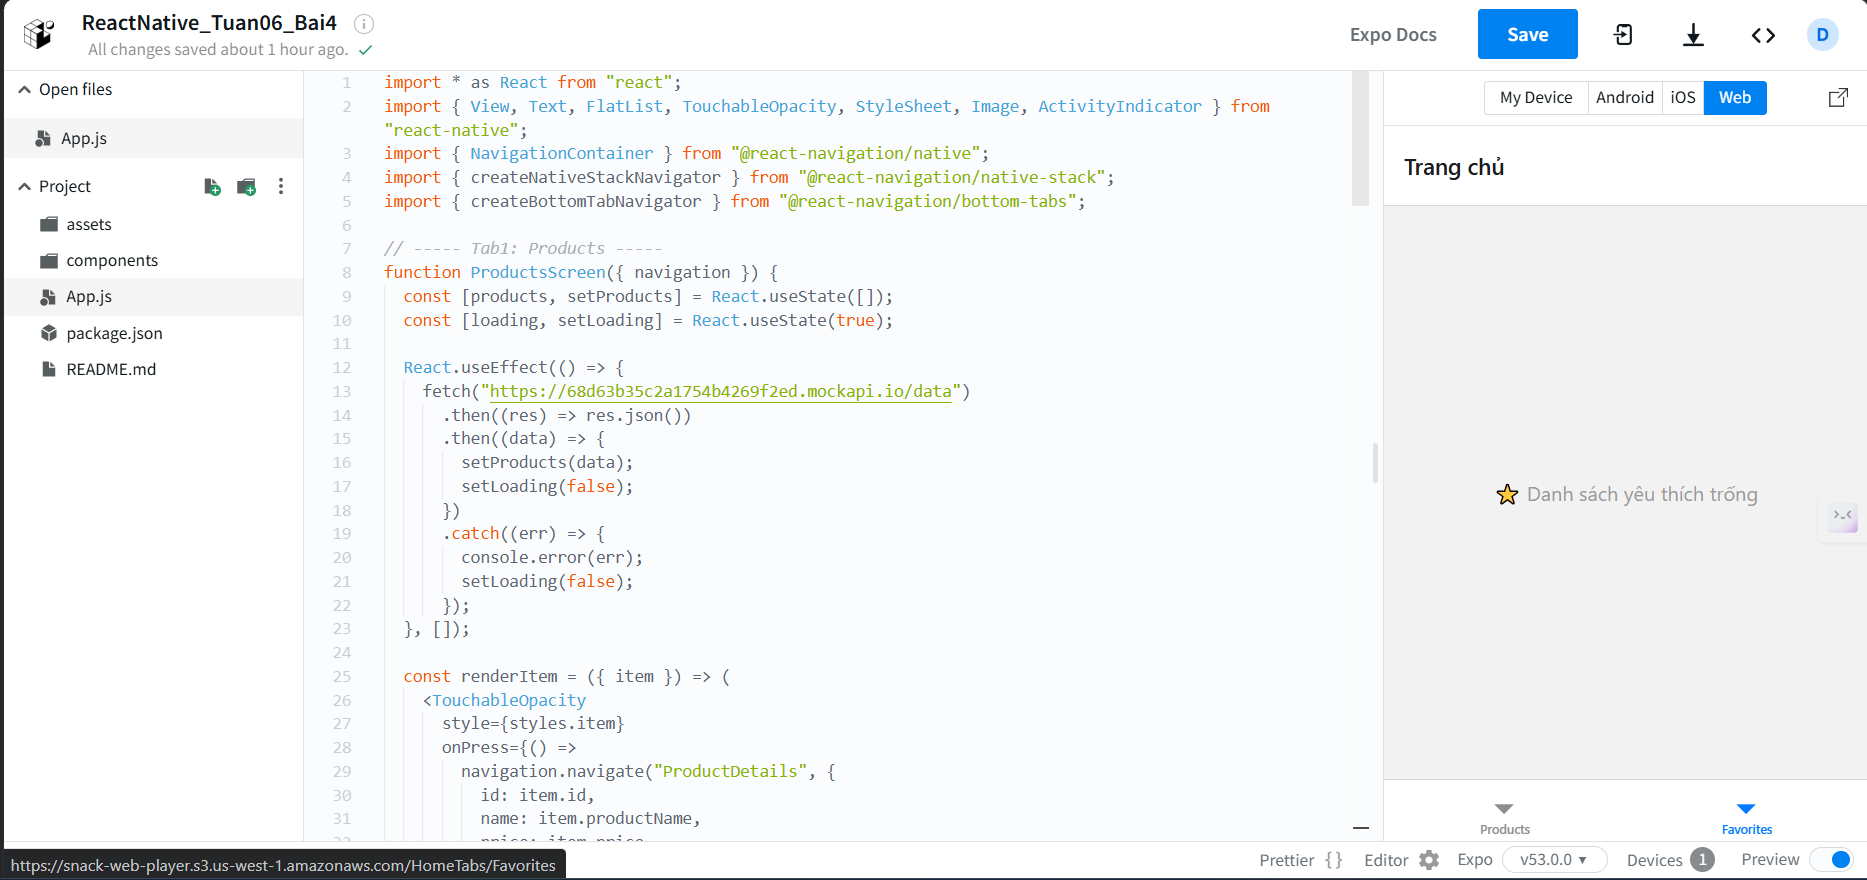 ReactNative_Tuan06_Bai4
All changes saved about 1 hour ago.
Expo Docs
Save
D
Open files
App.js
Project
assets
components
App.js
package.json
README.md
1 import * as React from "react";
2 import { View, Text, FlatList, TouchableOpacity, StyleSheet, Image, ActivityIndicator } from
"react-native";
3 import { NavigationContainer } from "@react-navigation/native";
4 import { createNativeStackNavigator } from "@react-navigation/native-stack";
5 import { createBottomTabNavigator } from "@react-navigation/bottom-tabs";
6
7 // ----- Tab1: Products -----
8 function ProductsScreen({ navigation }) {
9 const [products, setProducts] = React.useState([]);
10 const [loading, setLoading] = React.useState(true);
11
12 React.useEffect(() => {
13 fetch("https://68d63b35c2a1754b4269f2ed.mockapi.io/data")
14 .then((res) => res.json())
15 .then((data) => {
16 setProducts(data);
17 setLoading(false);
18 })
19 .catch((err) => {
20 console.error(err);
21 setLoading(false);
22 });
23 }, []);
24
25 const renderItem = ({ item }) => (
26 <TouchableOpacity
27 style={styles.item}
28 onPress={() =>
29 navigation.navigate("ProductDetails", {
30 id: item.id,
31 name: item.productName,
32 price: item.price
My Device
Android
iOS
Web
Trang chủ
Danh sách yêu thích trống
Products
Favorites
https://snack-web-player.s3.us-west-1.amazonaws.com/HomeTabs/Favorites
Prettier { }
Editor
Expo
v53.0.0
Devices 1
Preview